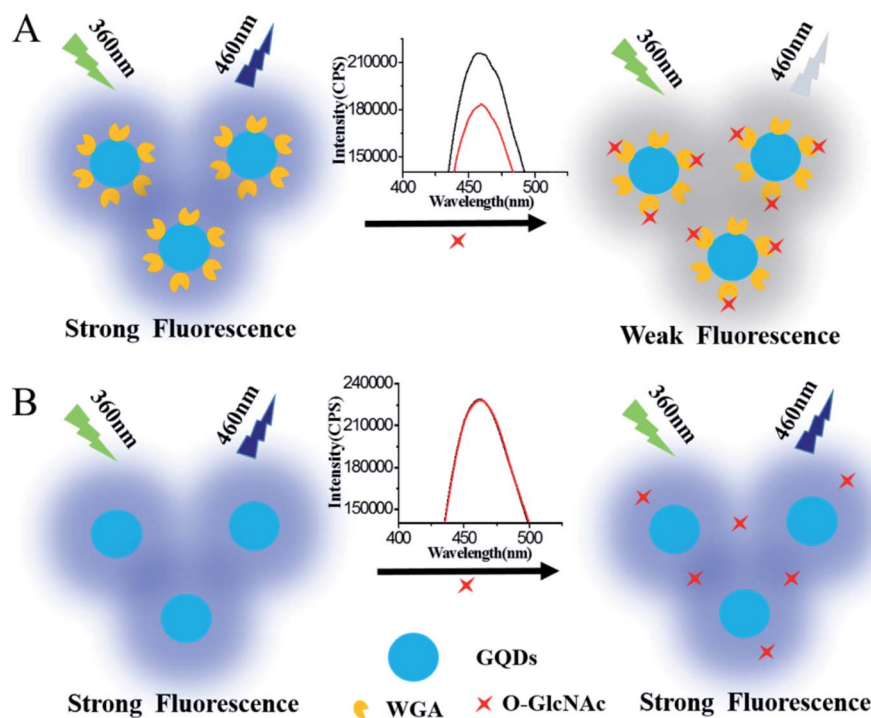 A
360nm
460nm
Intensity(CPS)
210000
180000
150000
400
450
500
Wavelength(nm)
360nm
460nm
Strong Fluorescence
Weak Fluorescence
B
360nm
460nm
Intensity(CPS)
240000
210000
180000
150000
400
450
500
Wavelength(nm)
360nm
460nm
GQDs
Strong Fluorescence
WGA
O-GlcNAc
Strong Fluorescence